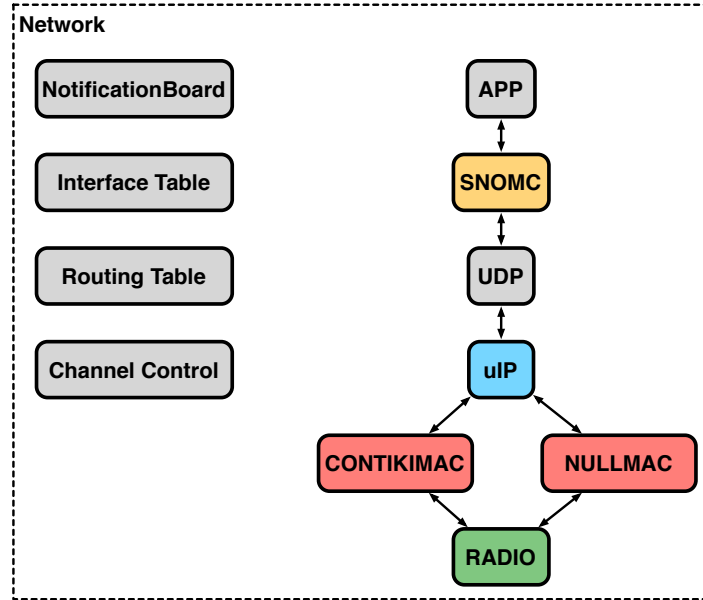 Network
NotificationBoard
APP
Interface Table
SNOMC
Routing Table
UDP
Channel Control
uIP
CONTIKIMAC
NULLMAC
RADIO